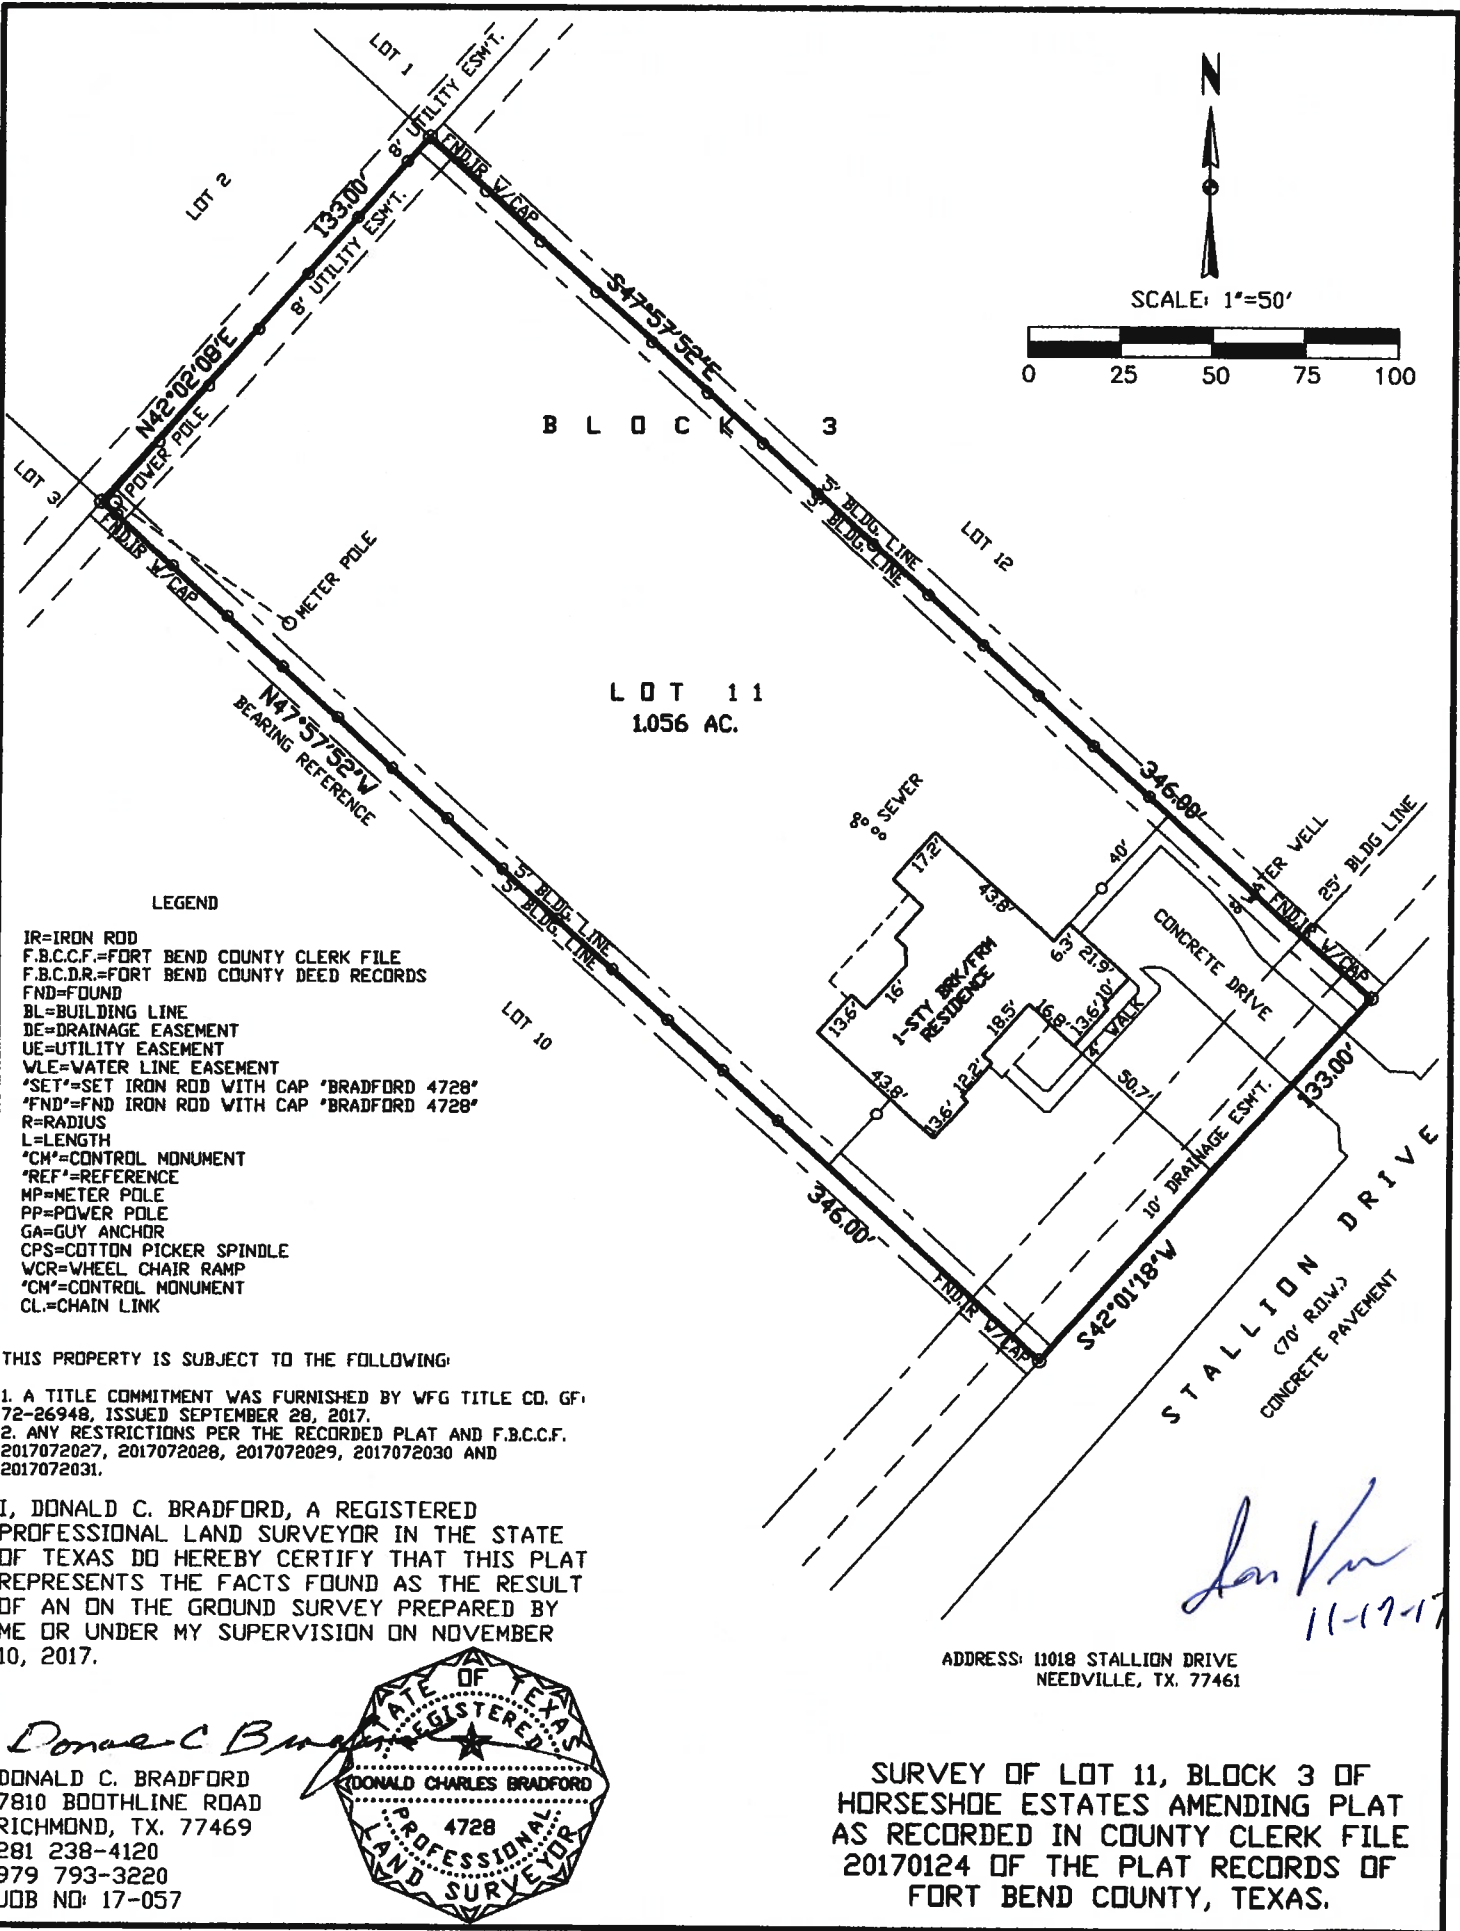 LOT 1
8' UTILITY ESM'T.
N
LOT 2
FND.IR W/CAP
133.00'
8' UTILITY ESM'T.
S47°57'52"E
SCALE: 1"=50'
0 25 50 75 100
N42°02'08"E
POWER POLE
BLOCK 3
LOT 3
FND.IR W/CAP
METER POLE
5' BLDG. LINE
5' BLDG. LINE
LOT 12
LOT 11
1.056 AC.
N47°57'52"W
BEARING REFERENCE
346.00'
SEWER
WATER WELL
25' BLDG LINE
40'
17.2'
43.8'
FND.IR W/CAP
CONCRETE DRIVE
6.3'
21.9'
10'
5' BLDG. LINE
5' BLDG. LINE
16'
1-STY BRK/FRM
RESIDENCE
13.6'
18.5'
16.8'
13.6'
4' WALK
LOT 10
43.8'
12.2'
13.6'
50.7'
133.00'
10' DRAINAGE ESM'T.
346.00'
FND.IR W/CAP
S42°01'18"W
STALLION DRIVE
(70' R.O.W.)
CONCRETE PAVEMENT
LEGEND
IR=IRON ROD
F.B.C.C.F.=FORT BEND COUNTY CLERK FILE
F.B.C.D.R.=FORT BEND COUNTY DEED RECORDS
FND=FOUND
BL=BUILDING LINE
DE=DRAINAGE EASEMENT
UE=UTILITY EASEMENT
WLE=WATER LINE EASEMENT
"SET"=SET IRON ROD WITH CAP "BRADFORD 4728"
"FND"=FND IRON ROD WITH CAP "BRADFORD 4728"
R=RADIUS
L=LENGTH
"CM"=CONTROL MONUMENT
"REF"=REFERENCE
MP=METER POLE
PP=POWER POLE
GA=GUY ANCHOR
CPS=COTTON PICKER SPINDLE
WCR=WHEEL CHAIR RAMP
"CM"=CONTROL MONUMENT
CL.=CHAIN LINK
THIS PROPERTY IS SUBJECT TO THE FOLLOWING:
1. A TITLE COMMITMENT WAS FURNISHED BY WFG TITLE CO. GF:
72-26948, ISSUED SEPTEMBER 28, 2017.
2. ANY RESTRICTIONS PER THE RECORDED PLAT AND F.B.C.C.F.
2017072027, 2017072028, 2017072029, 2017072030 AND
2017072031.
I, DONALD C. BRADFORD, A REGISTERED
PROFESSIONAL LAND SURVEYOR IN THE STATE
OF TEXAS DO HEREBY CERTIFY THAT THIS PLAT
REPRESENTS THE FACTS FOUND AS THE RESULT
OF AN ON THE GROUND SURVEY PREPARED BY
ME OR UNDER MY SUPERVISION ON NOVEMBER
10, 2017.
ADDRESS: 11018 STALLION DRIVE
NEEDVILLE, TX. 77461
DONALD C. BRADFORD
7810 BOOTHLINE ROAD
RICHMOND, TX. 77469
281 238-4120
979 793-3220
JOB NO: 17-057
STATE OF TEXAS
REGISTERED
DONALD CHARLES BRADFORD
4728
PROFESSIONAL
LAND SURVEYOR
SURVEY OF LOT 11, BLOCK 3 OF
HORSESHOE ESTATES AMENDING PLAT
AS RECORDED IN COUNTY CLERK FILE
20170124 OF THE PLAT RECORDS OF
FORT BEND COUNTY, TEXAS.